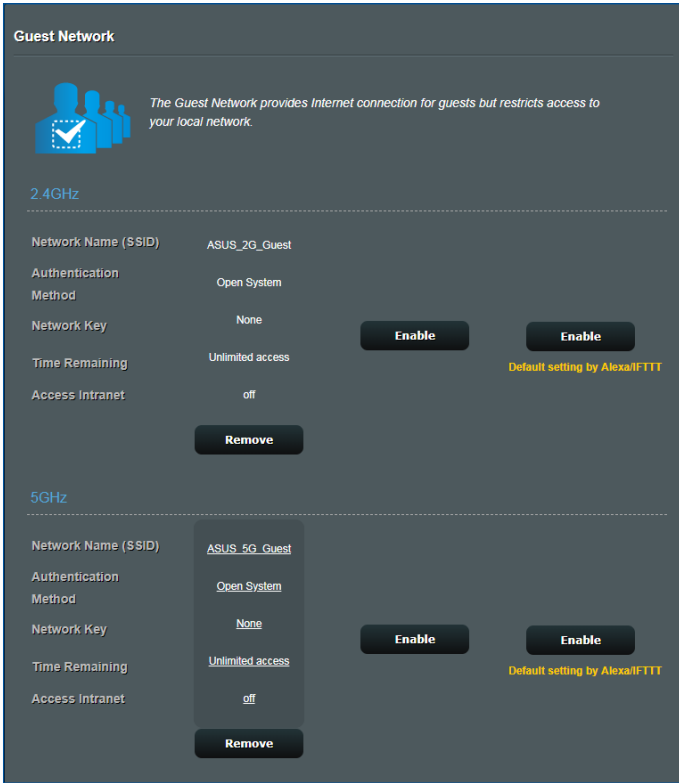 Guest Network
The Guest Network provides Internet connection for guests but restricts access to
your local network.
2.4GHz
Network Name (SSID) ASUS_2G_Guest
Authentication
Method Open System
Network Key None
Enable Enable
Time Remaining Unlimited access
Default setting by Alexa/IFTTT
Access Intranet off
Remove
5GHz
Network Name (SSID) ASUS_5G_Guest
Authentication
Method Open System
Network Key None
Enable Enable
Time Remaining Unlimited access
Default setting by Alexa/IFTTT
Access Intranet off
Remove